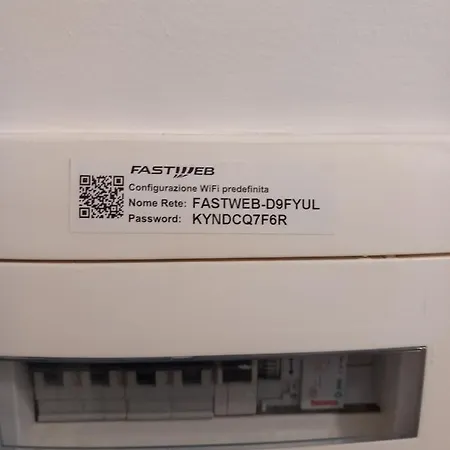 FASTWEB
Configurazione WiFi predefinita
Nome Rete: FASTWEB-D9FYUL
Password: KYNDCQ7F6R